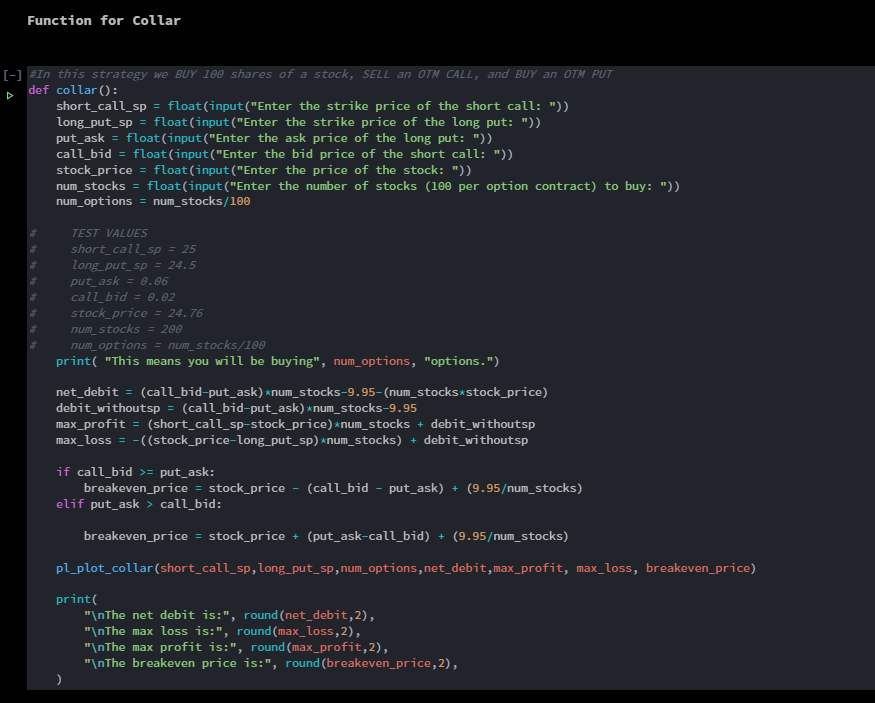 Function for Collar
[-] #In this strategy we BUY 100 shares of a stock, SELL an OTM CALL, and BUY an OTM PUT
def collar():
    short_call_sp = float(input("Enter the strike price of the short call: "))
    long_put_sp = float(input("Enter the strike price of the long put: "))
    put_ask = float(input("Enter the ask price of the long put: "))
    call_bid = float(input("Enter the bid price of the short call: "))
    stock_price = float(input("Enter the price of the stock: "))
    num_stocks = float(input("Enter the number of stocks (100 per option contract) to buy: "))
    num_options = num_stocks/100
#     TEST VALUES
#     short_call_sp = 25
#     long_put_sp = 24.5
#     put_ask = 0.06
#     call_bid = 0.02
#     stock_price = 24.76
#     num_stocks = 200
#     num_options = num_stocks/100
    print( "This means you will be buying", num_options, "options.")
    net_debit = (call_bid-put_ask)*num_stocks-9.95-(num_stocks*stock_price)
    debit_withoutsp = (call_bid-put_ask)*num_stocks-9.95
    max_profit = (short_call_sp-stock_price)*num_stocks + debit_withoutsp
    max_loss = -((stock_price-long_put_sp)*num_stocks) + debit_withoutsp
    if call_bid >= put_ask:
        breakeven_price = stock_price - (call_bid - put_ask) + (9.95/num_stocks)
    elif put_ask > call_bid:
        breakeven_price = stock_price + (put_ask-call_bid) + (9.95/num_stocks)
    pl_plot_collar(short_call_sp,long_put_sp,num_options,net_debit,max_profit, max_loss, breakeven_price)
    print(
        "\nThe net debit is:", round(net_debit,2),
        "\nThe max loss is:", round(max_loss,2),
        "\nThe max profit is:", round(max_profit,2),
        "\nThe breakeven price is:", round(breakeven_price,2),
    )